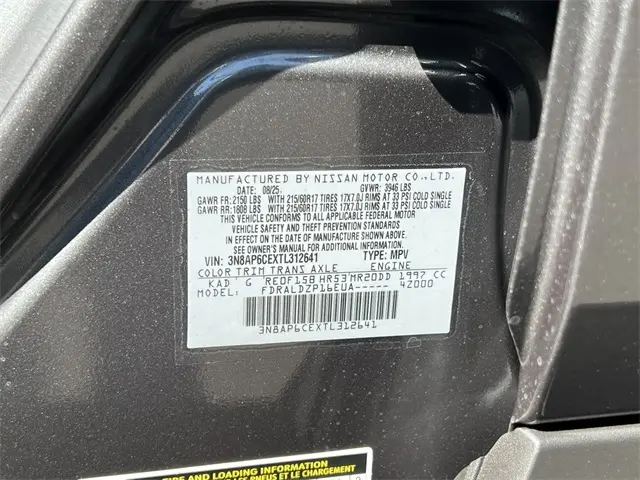 MANUFACTURED BY NISSAN MOTOR CO.,LTD.
DATE: 08/25. GVWR: 3946 LBS
GAWR FR: 2150 LBS WITH 215/60R17 TIRES 17X7.0J RIMS AT 33 PSI COLD SINGLE
GAWR RR: 1808 LBS WITH 215/60R17 TIRES 17X7.0J RIMS AT 33 PSI COLD SINGLE
THIS VEHICLE CONFORMS TO ALL APPLICABLE FEDERAL MOTOR
VEHICLE SAFETY AND THEFT PREVENTION STANDARDS
IN EFFECT ON THE DATE OF MANUFACTURE SHOWN ABOVE.
SEE OWNER'S MANUAL FOR ADDITIONAL INFORMATION.
VIN: 3N8AP6CEXTL312641 TYPE: MPV
COLOR TRIM TRANS AXLE ENGINE
KAD G RE0F15B HR53 MR20DD 1997 CC
MODEL: FDRALDZP16EUA----- 4Z000
3N8AP6CEXTL312641
TIRE AND LOADING INFORMATION